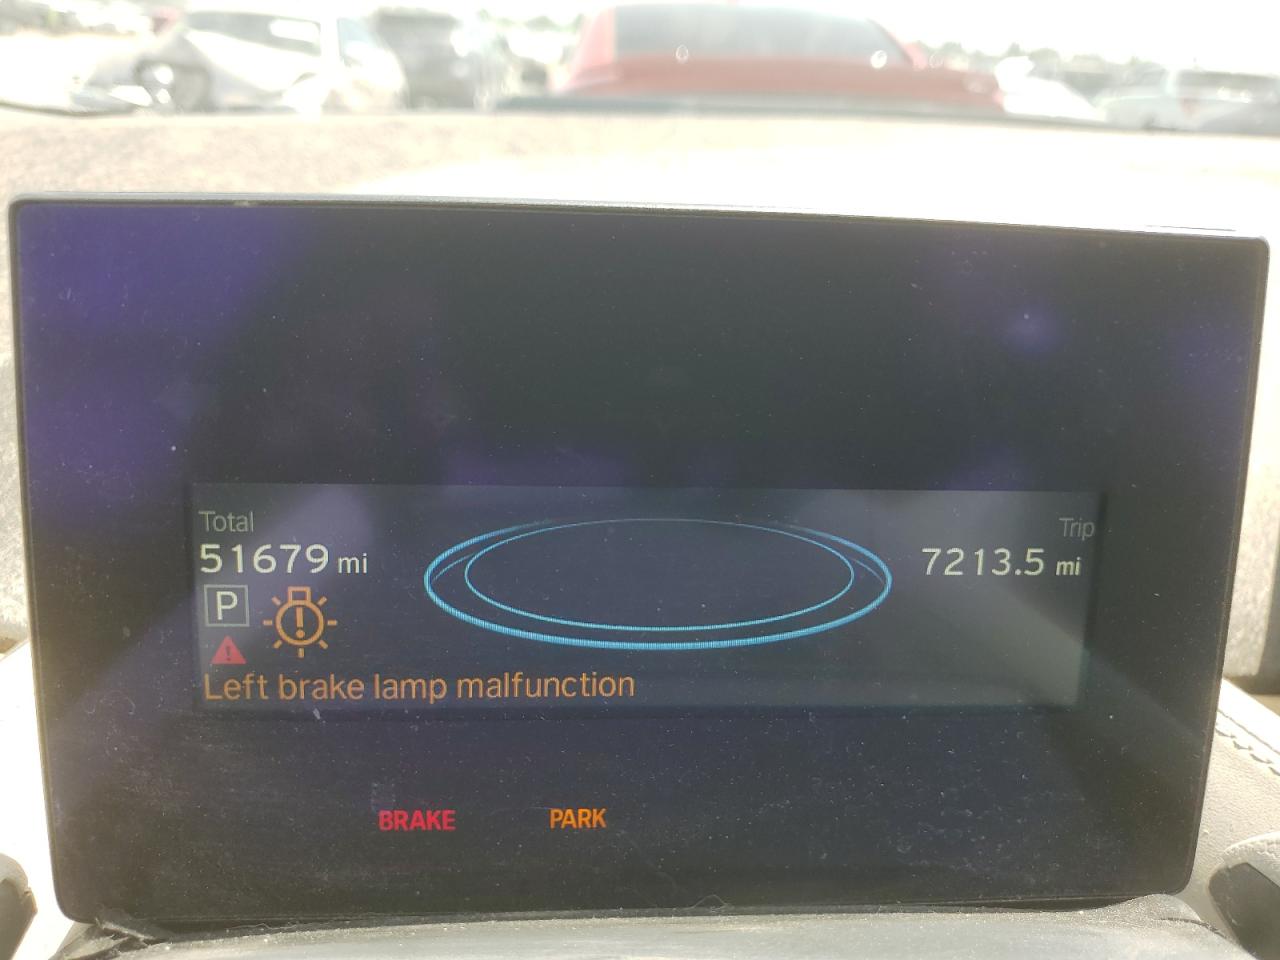 Total
51679 mi
Trip
7213.5 mi
P
Left brake lamp malfunction
BRAKE PARK